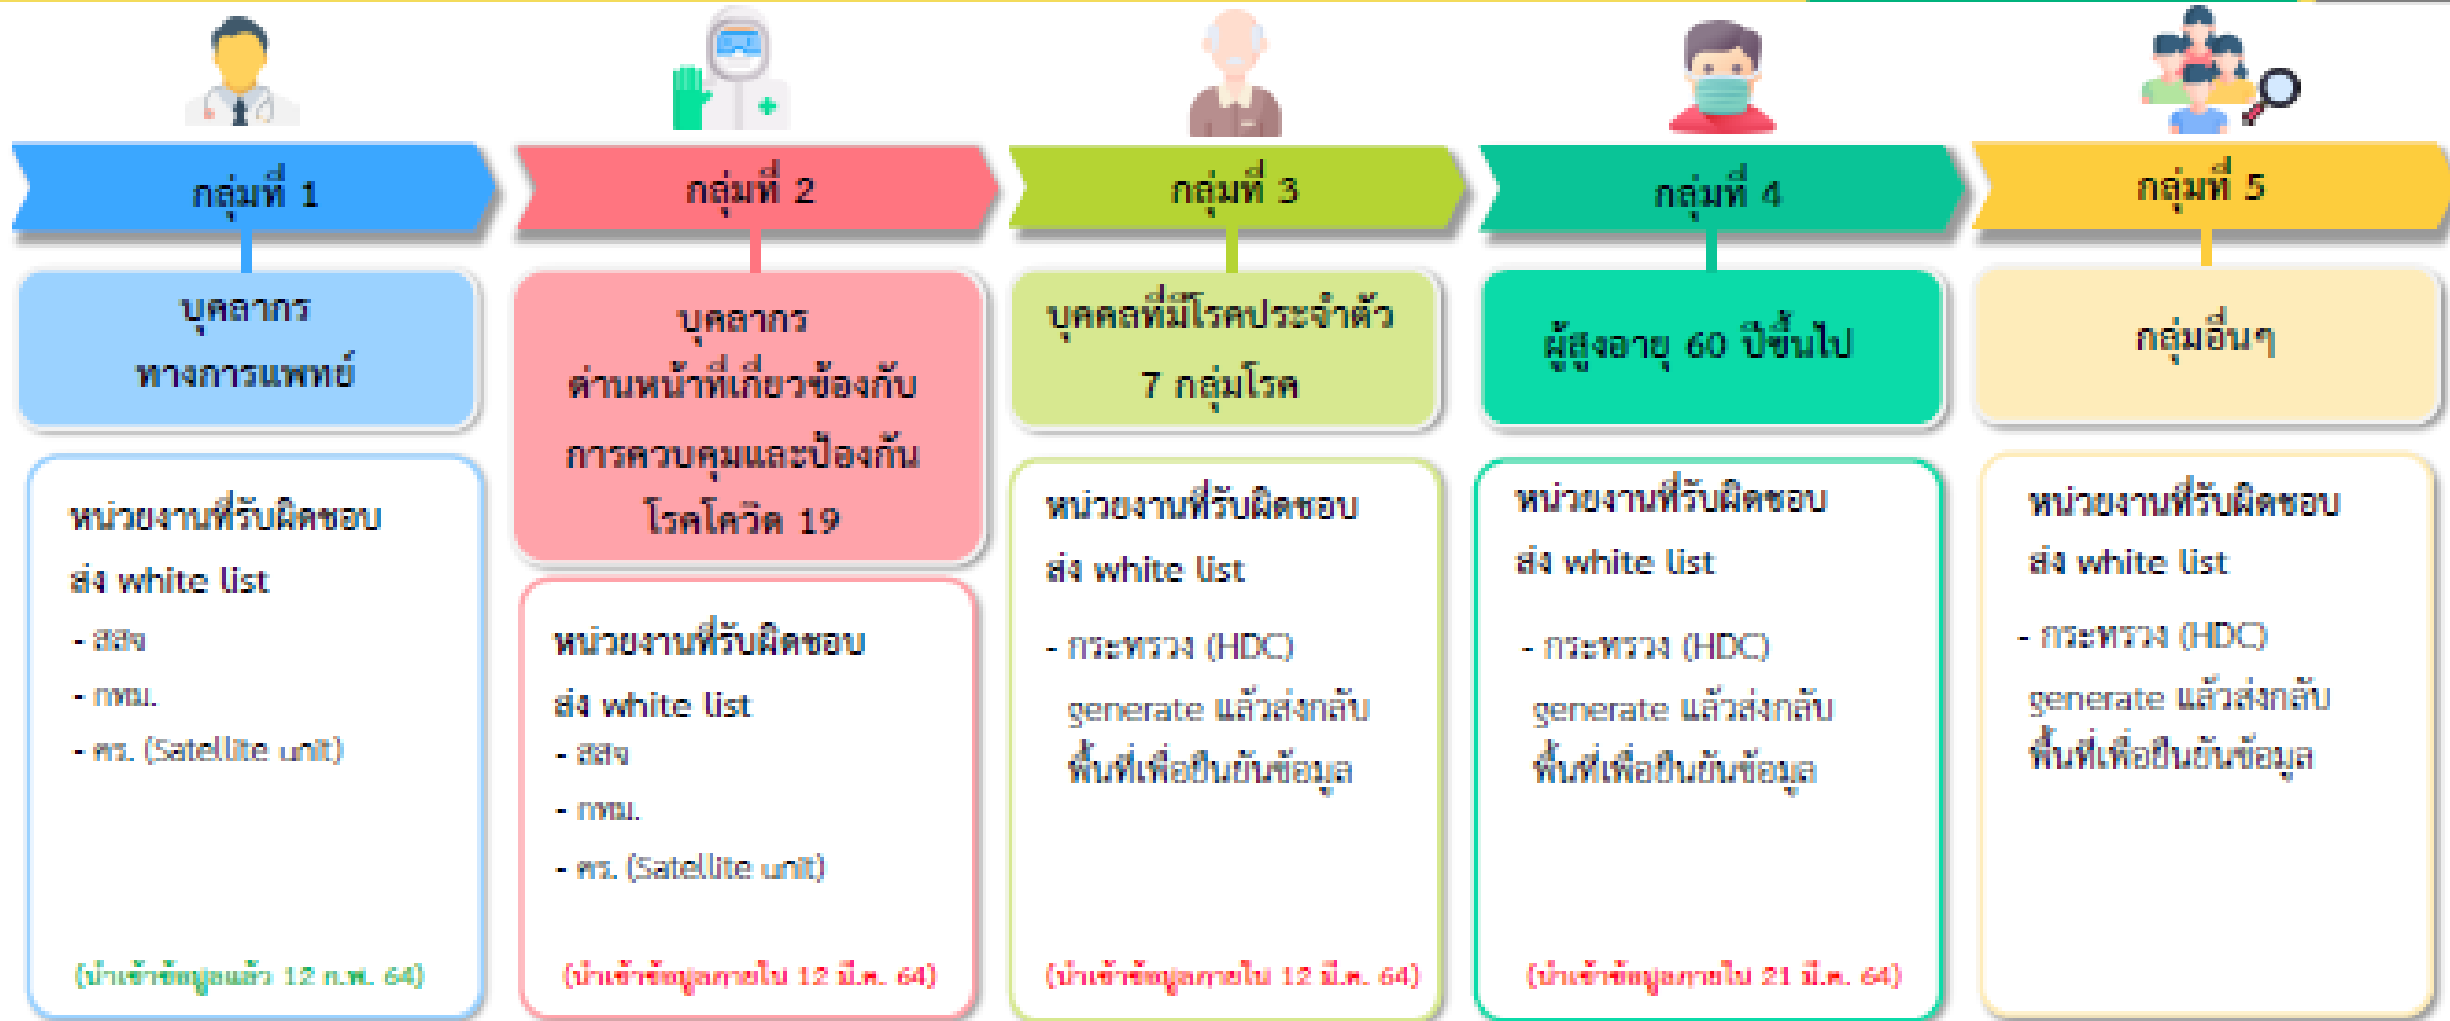 กลุ่มที่ 1
บุคลากร
ทางการแพทย์
หน่วยงานที่รับผิดชอบ
ส่ง white list
- สสจ
- กทม.
- คร. (Satellite unit)
(นำเข้าข้อมูลแล้ว 12 ก.พ. 64)
กลุ่มที่ 2
บุคลากร
ด่านหน้าที่เกี่ยวข้องกับ
การควบคุมและป้องกัน
โรคโควิด 19
หน่วยงานที่รับผิดชอบ
ส่ง white list
- สสจ
- กทม.
- คร. (Satellite unit)
(นำเข้าข้อมูลภายใน 12 มี.ค. 64)
กลุ่มที่ 3
บุคคลที่มีโรคประจำตัว
7 กลุ่มโรค
หน่วยงานที่รับผิดชอบ
ส่ง white list
- กระทรวง (HDC)
generate แล้วส่งกลับ
พื้นที่เพื่อยืนยันข้อมูล
(นำเข้าข้อมูลภายใน 12 มี.ค. 64)
กลุ่มที่ 4
ผู้สูงอายุ 60 ปีขึ้นไป
หน่วยงานที่รับผิดชอบ
ส่ง white list
- กระทรวง (HDC)
generate แล้วส่งกลับ
พื้นที่เพื่อยืนยันข้อมูล
(นำเข้าข้อมูลภายใน 21 มี.ค. 64)
กลุ่มที่ 5
กลุ่มอื่นๆ
หน่วยงานที่รับผิดชอบ
ส่ง white list
- กระทรวง (HDC)
generate แล้วส่งกลับ
พื้นที่เพื่อยืนยันข้อมูล